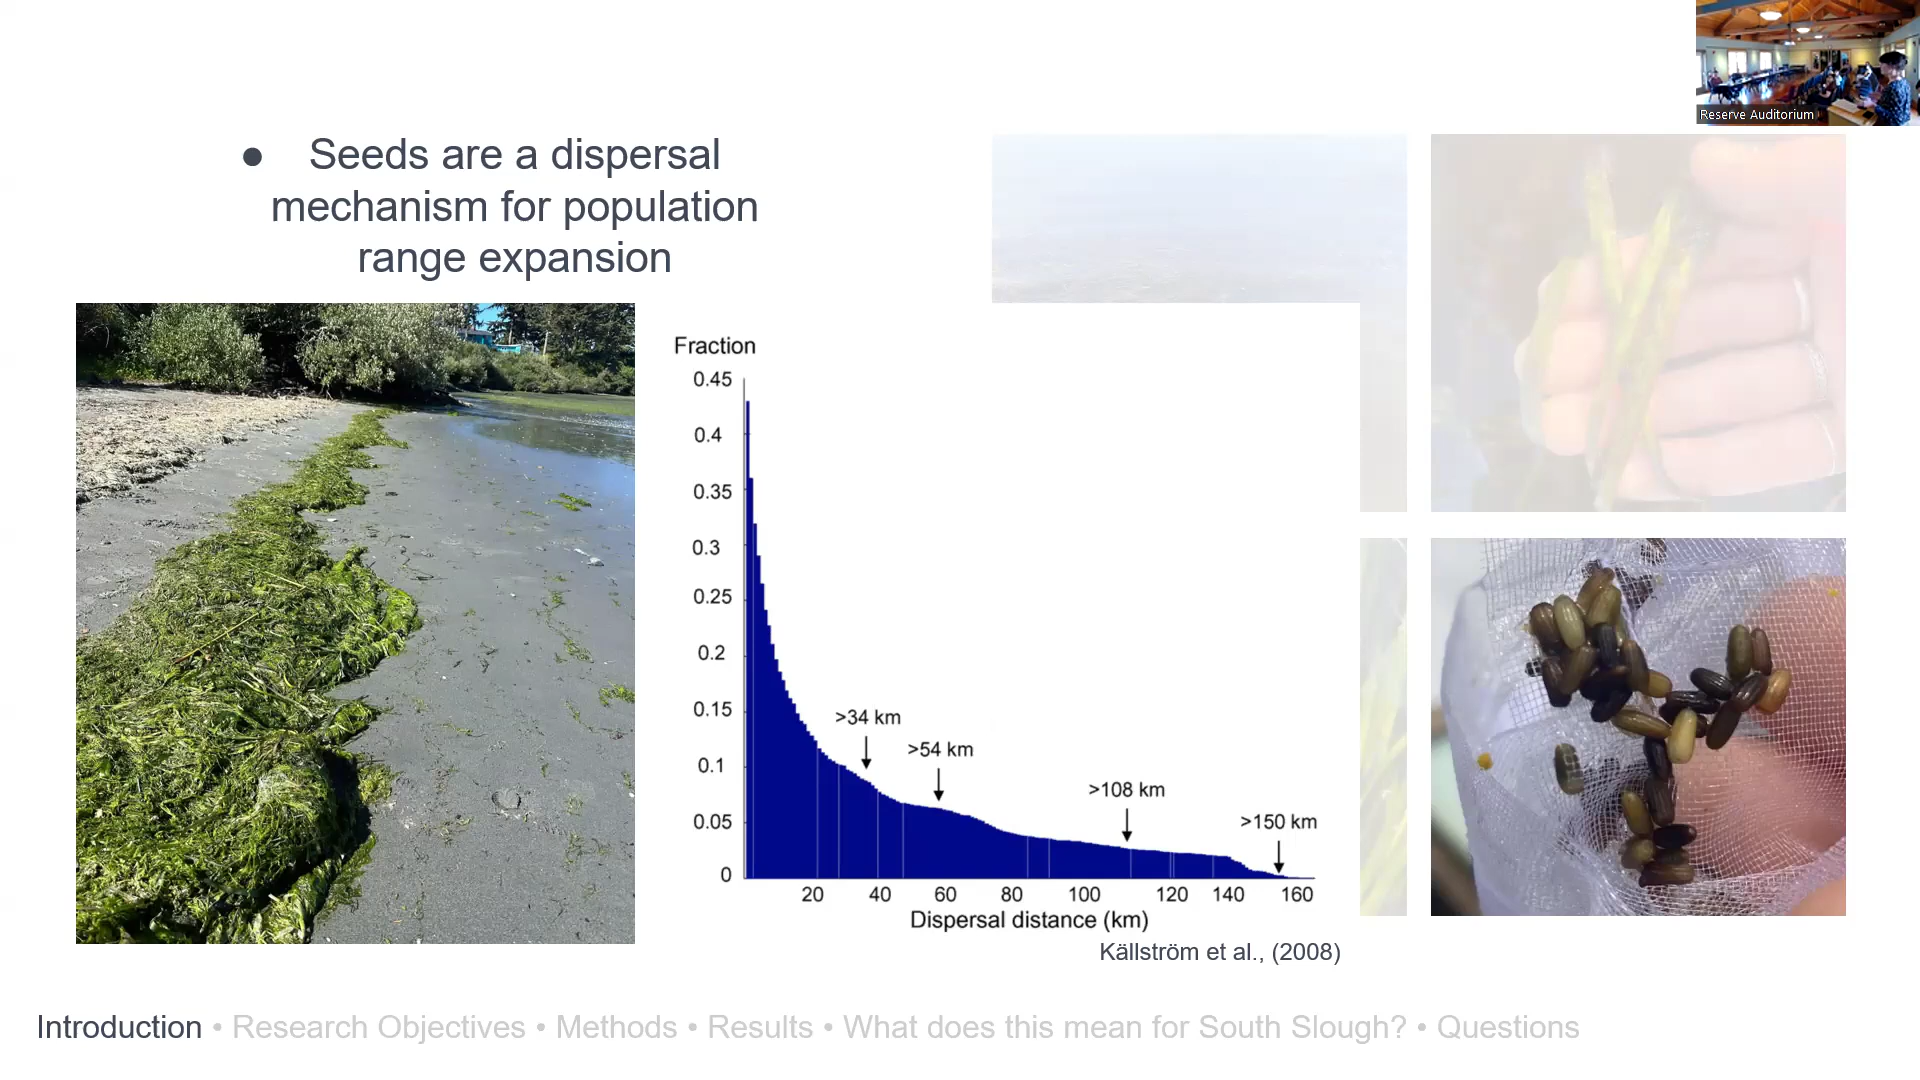 Reserve Auditorium
● Seeds are a dispersal
mechanism for population
range expansion
Fraction
0.45
0.4
0.35
0.3
0.25
0.2
0.15
0.1
0.05
0
>34 km
>54 km
>108 km
>150 km
20 40 60 80 100 120 140 160
Dispersal distance (km)
Källström et al., (2008)
Introduction • Research Objectives • Methods • Results • What does this mean for South Slough? • Questions